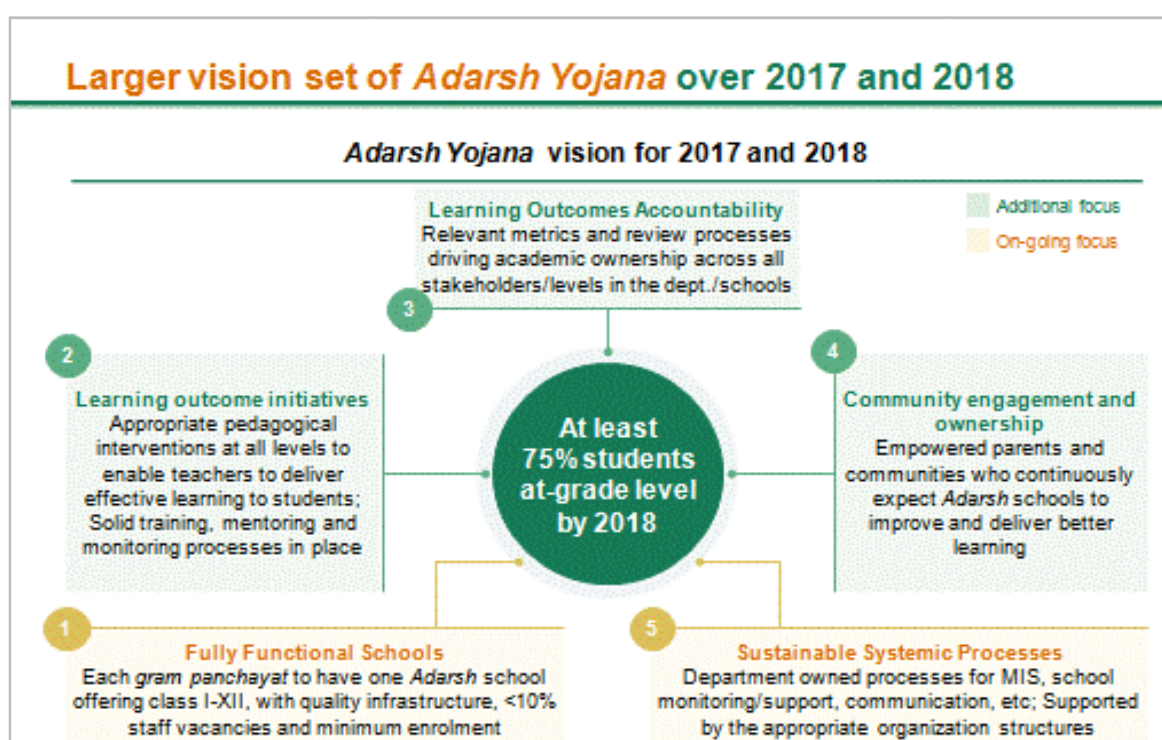 Larger vision set of Adarsh Yojana over 2017 and 2018
Adarsh Yojana vision for 2017 and 2018
Additional focus
On-going focus
Learning Outcomes Accountability
Relevant metrics and review processes
driving academic ownership across all
stakeholders/levels in the dept./schools
3
2
Learning outcome initiatives
Appropriate pedagogical
interventions at all levels to
enable teachers to deliver
effective learning to students;
Solid training, mentoring and
monitoring processes in place
At least
75% students
at-grade level
by 2018
4
Community engagement and
ownership
Empowered parents and
communities who continuously
expect Adarsh schools to
improve and deliver better
learning
1
Fully Functional Schools
Each gram panchayat to have one Adarsh school
offering class I-XII, with quality infrastructure, <10%
staff vacancies and minimum enrolment
5
Sustainable Systemic Processes
Department owned processes for MIS, school
monitoring/support, communication, etc; Supported
by the appropriate organization structures